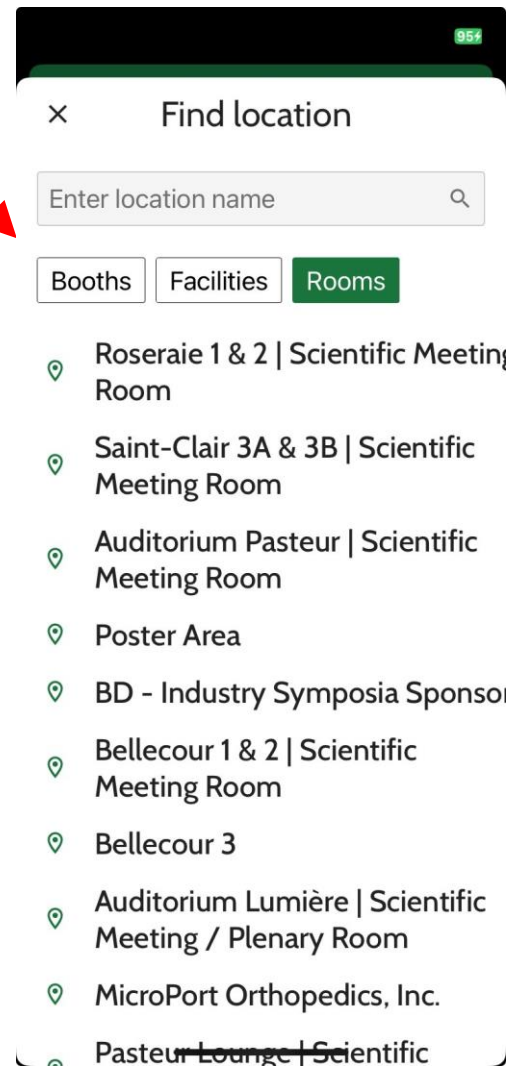 95
Find location
Enter location name
Booths Facilities Rooms
Roseraie 1 & 2 | Scientific Meeting
Room
Saint-Clair 3A & 3B | Scientific
Meeting Room
Auditorium Pasteur | Scientific
Meeting Room
Poster Area
BD - Industry Symposia Sponsor
Bellecour 1 & 2 | Scientific
Meeting Room
Bellecour 3
Auditorium Lumière | Scientific
Meeting / Plenary Room
MicroPort Orthopedics, Inc.
Pasteur Lounge | Scientific